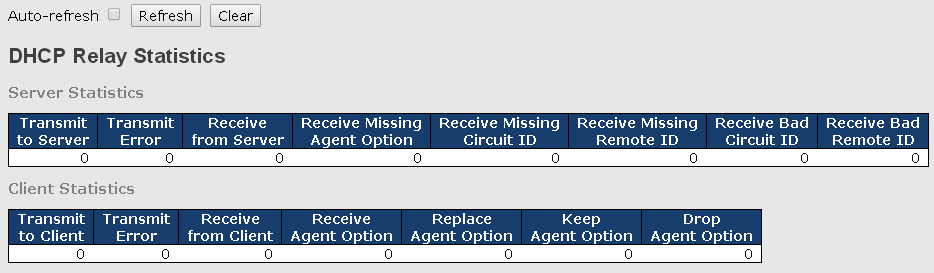 Auto-refresh Refresh Clear
DHCP Relay Statistics
Server Statistics
Transmit to Server Transmit Error Receive from Server Receive Missing Agent Option Receive Missing Circuit ID Receive Missing Remote ID Receive Bad Circuit ID Receive Bad Remote ID
0 0 0 0 0 0 0 0
Client Statistics
Transmit to Client Transmit Error Receive from Client Receive Agent Option Replace Agent Option Keep Agent Option Drop Agent Option
0 0 0 0 0 0 0